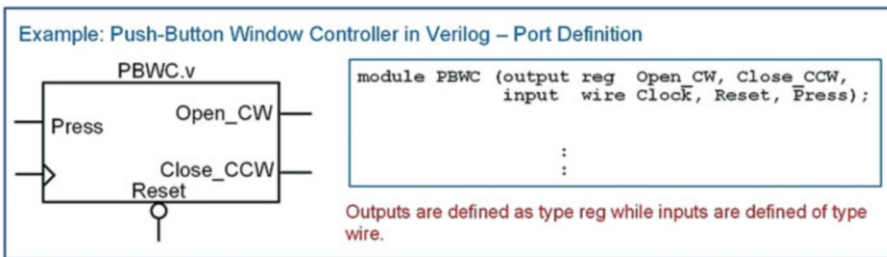 Example: Push-Button Window Controller in Verilog – Port Definition
PBWC.v
Press
Open_CW
Close_CCW
Reset
module PBWC (output reg Open_CW, Close_CCW,
input wire Clock, Reset, Press);
:
:
Outputs are defined as type reg while inputs are defined of type
wire.